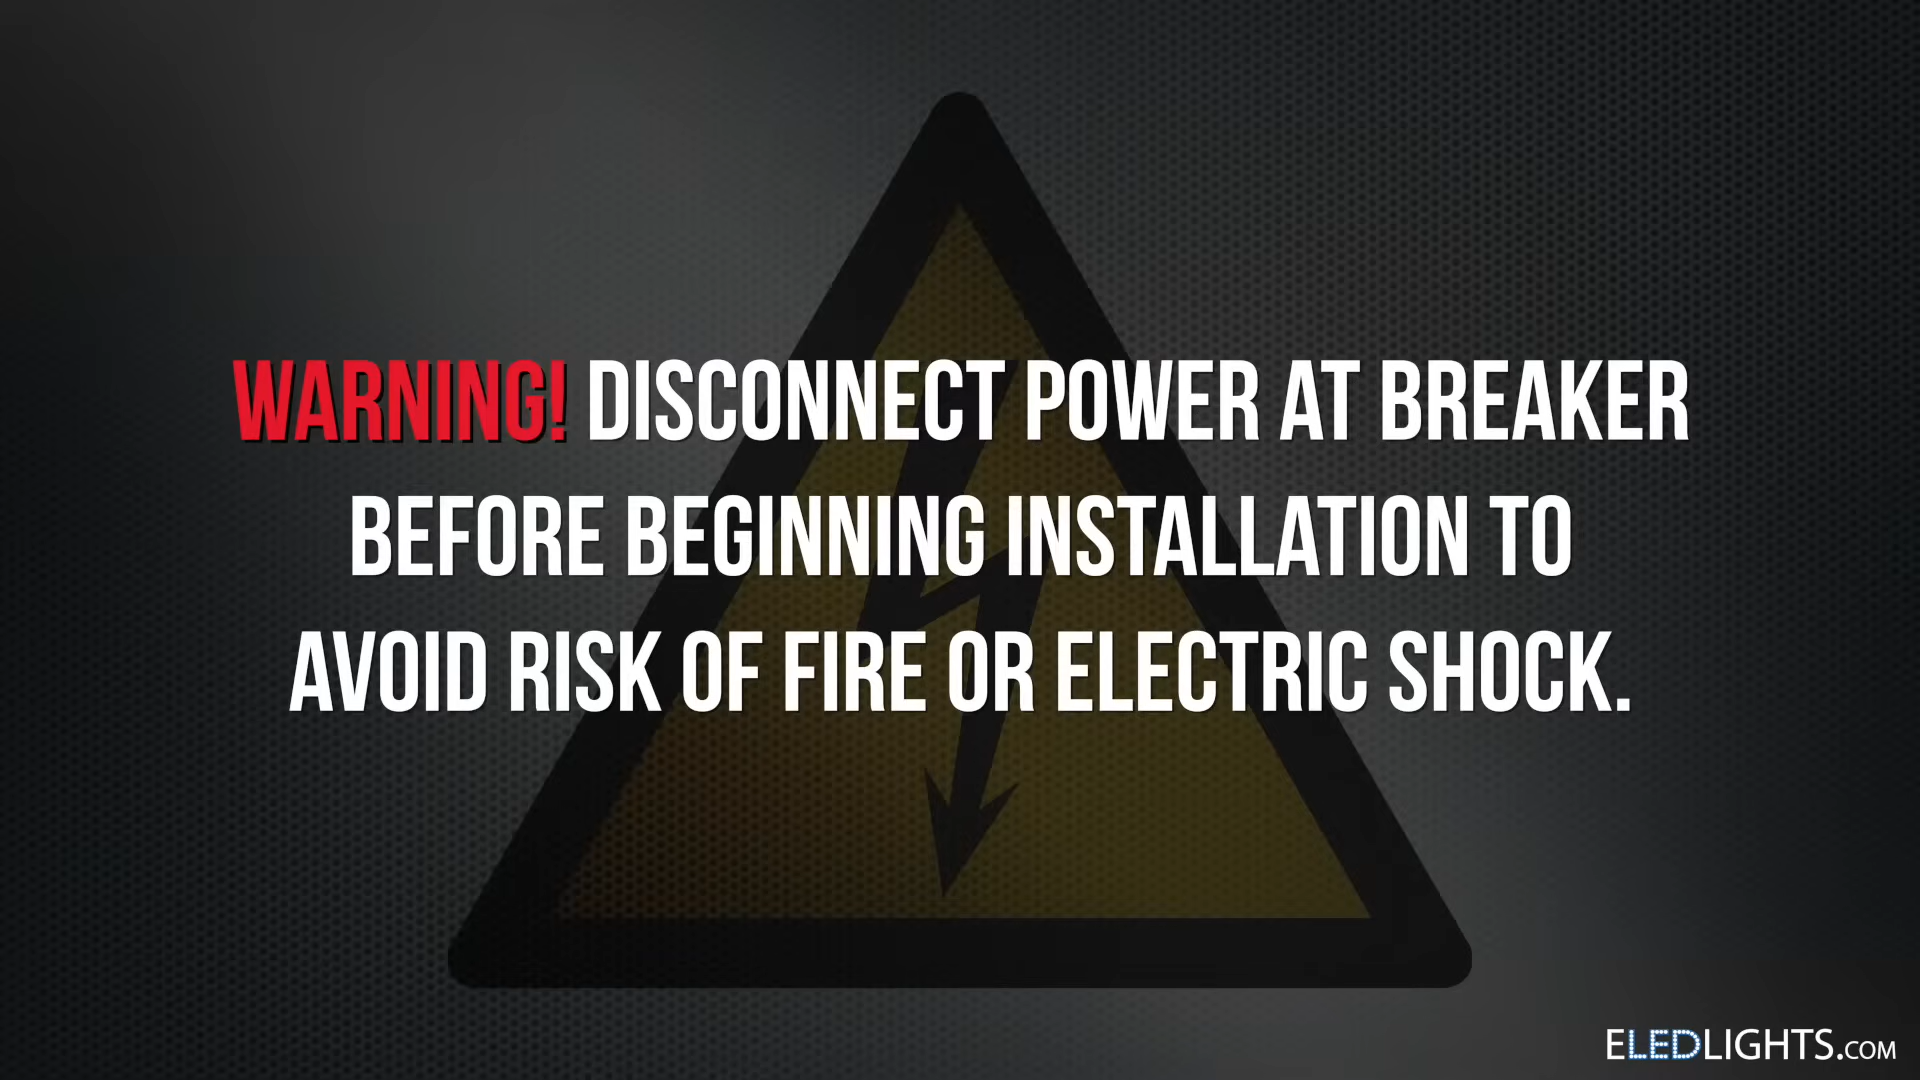 WARNING! DISCONNECT POWER AT BREAKER
BEFORE BEGINNING INSTALLATION TO
AVOID RISK OF FIRE OR ELECTRIC SHOCK.
ELEDLIGHTS.COM